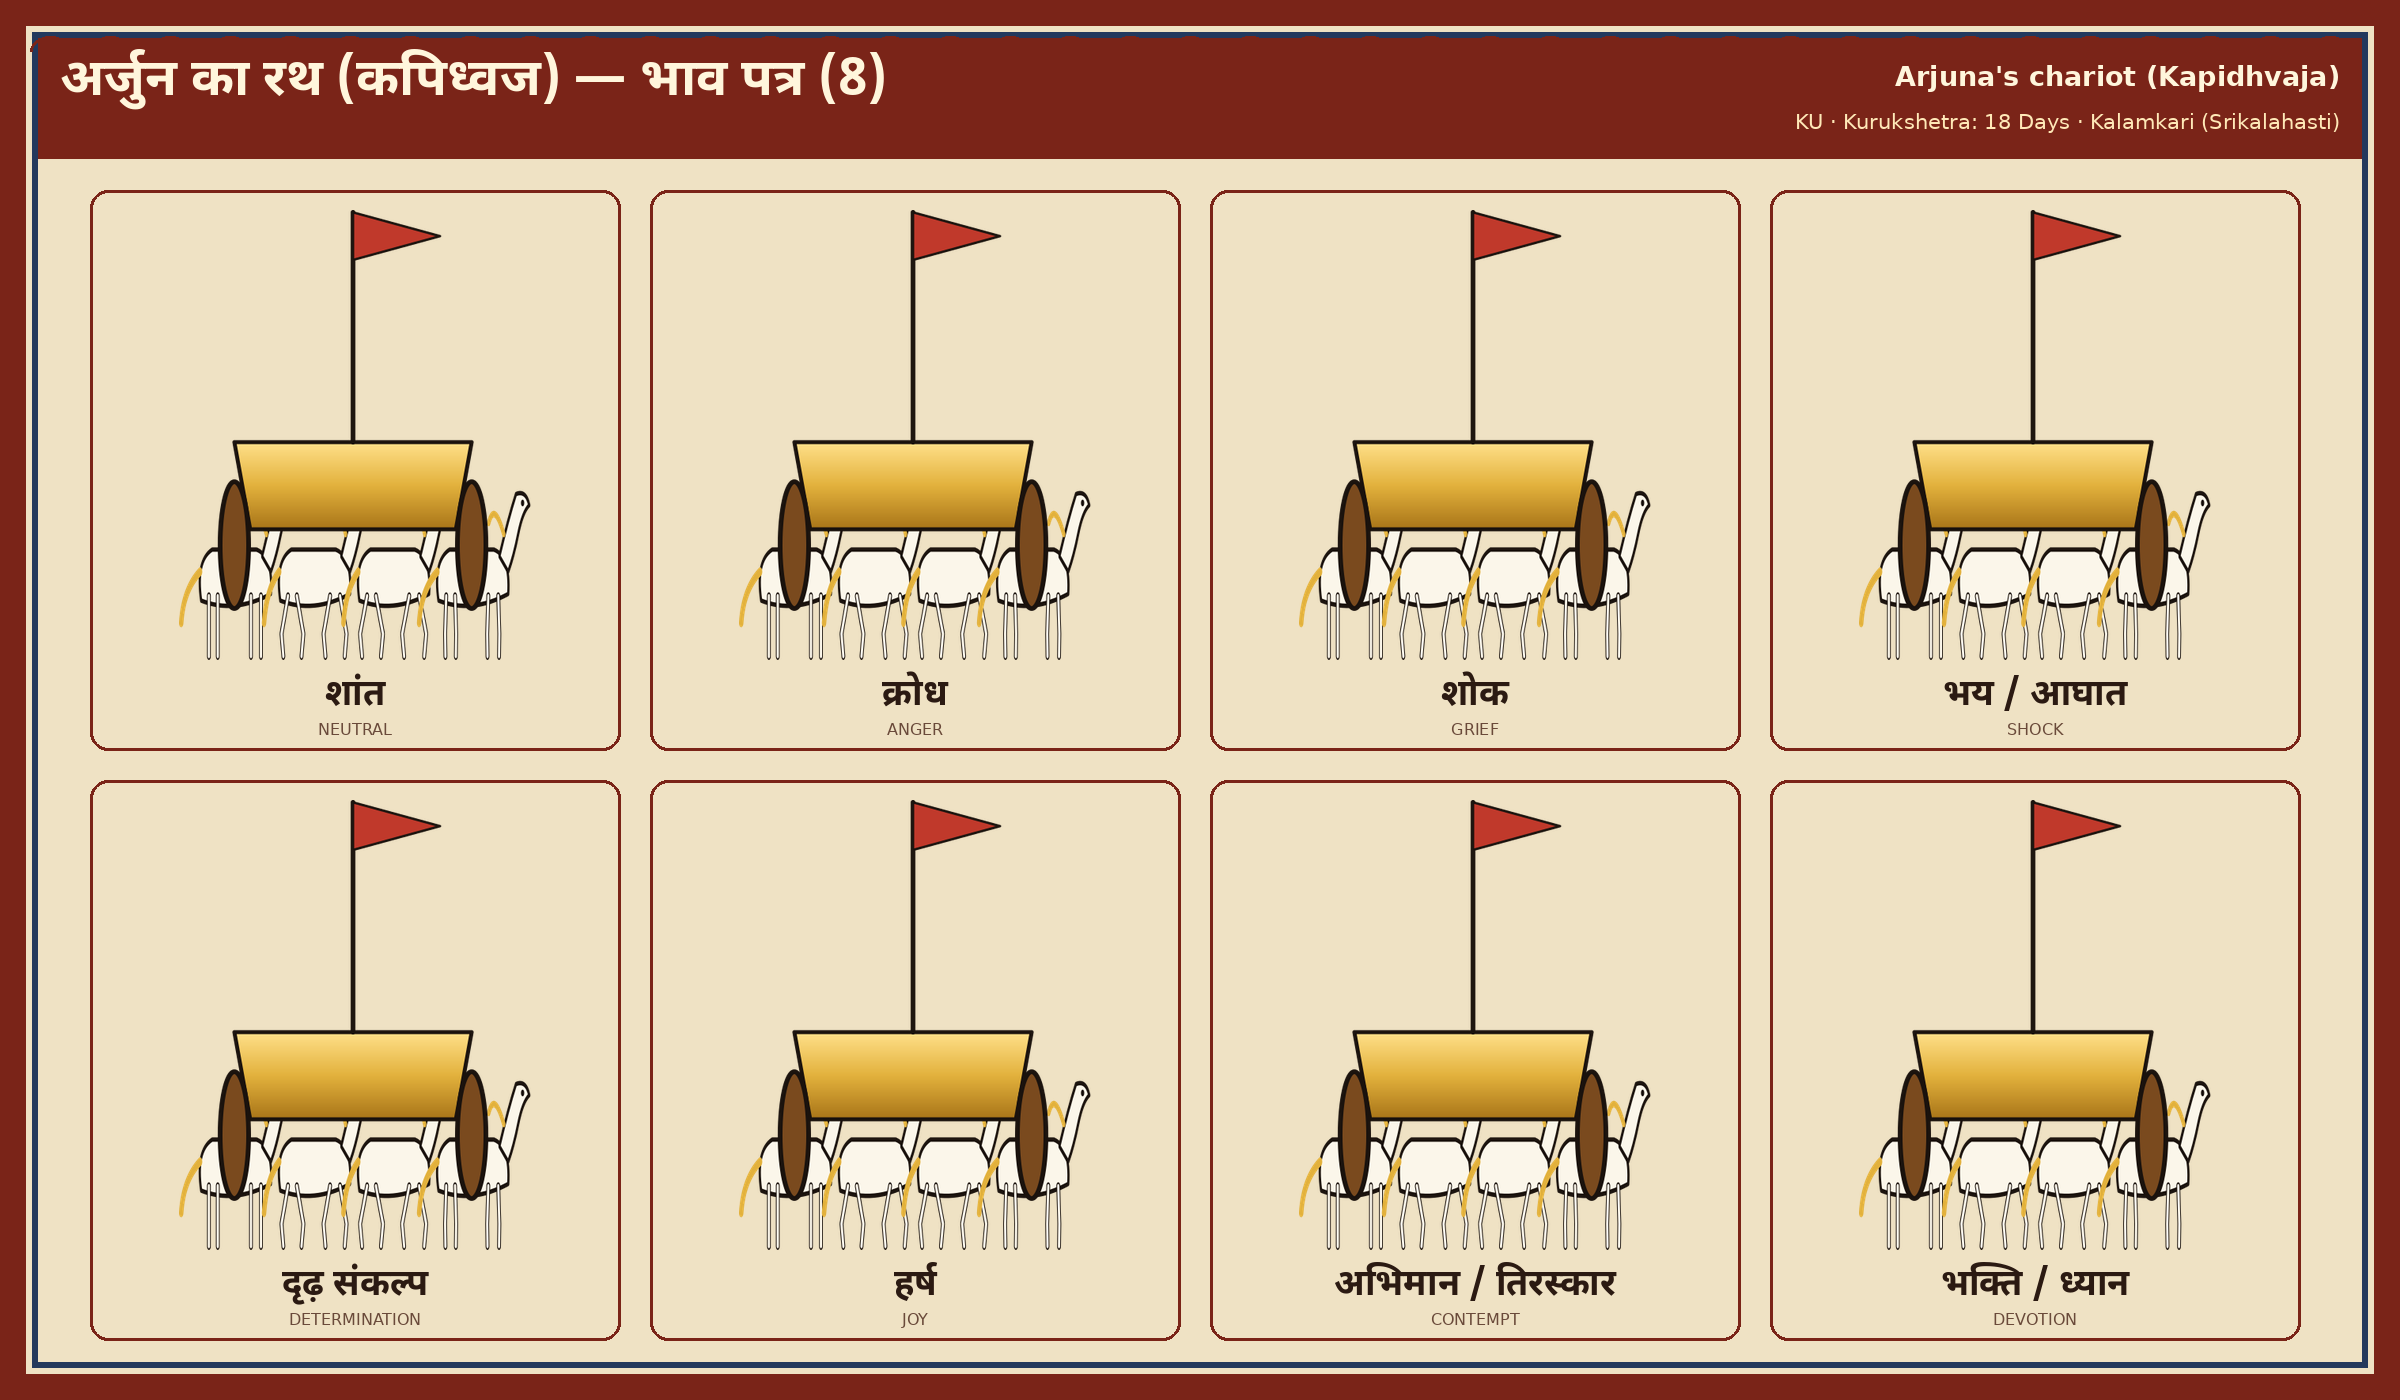 अर्जुन का रथ (कपिध्वज) — भाव पत्र (8)
Arjuna's chariot (Kapidhvaja)
KU · Kurukshetra: 18 Days · Kalamkari (Srikalahasti)
शांत
NEUTRAL
क्रोध
ANGER
शोक
GRIEF
भय / आघात
SHOCK
दृढ़ संकल्प
DETERMINATION
हर्ष
JOY
अभिमान / तिरस्कार
CONTEMPT
भक्ति / ध्यान
DEVOTION